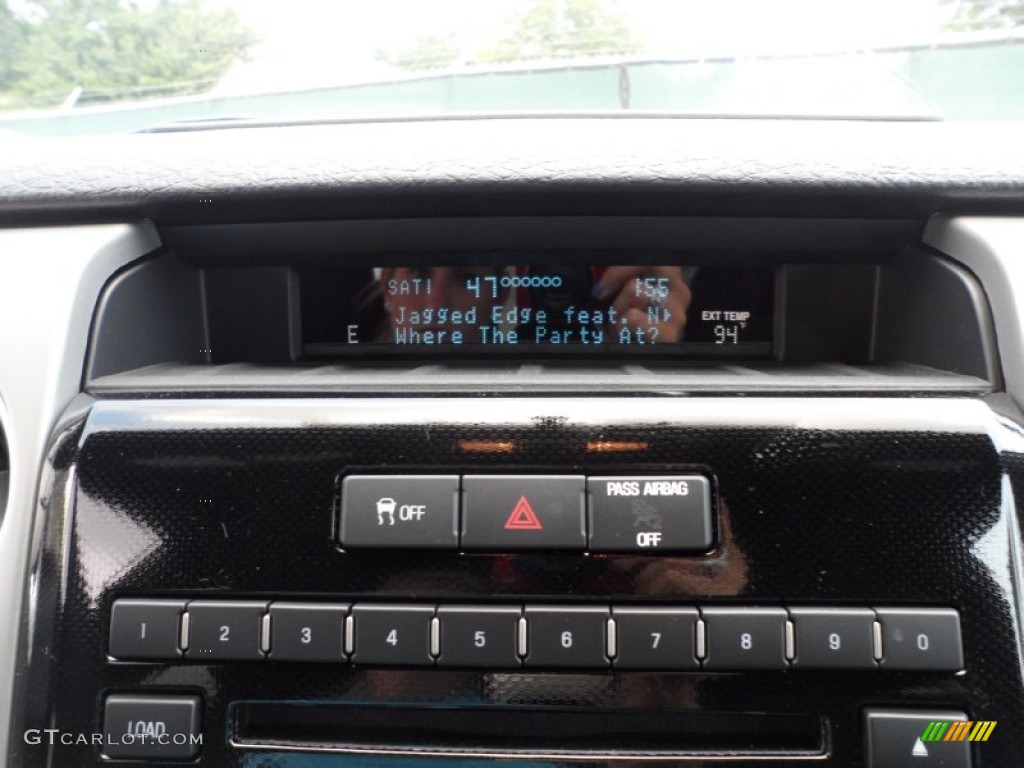 SAT1 47°°°°°° 1:55
Jagged Edge feat. N
EXT TEMP
E Where The Party At? 94°F
OFF
PASS AIRBAG
OFF
1 2 3 4 5 6 7 8 9 0
LOAD
GTCARLOT.COM